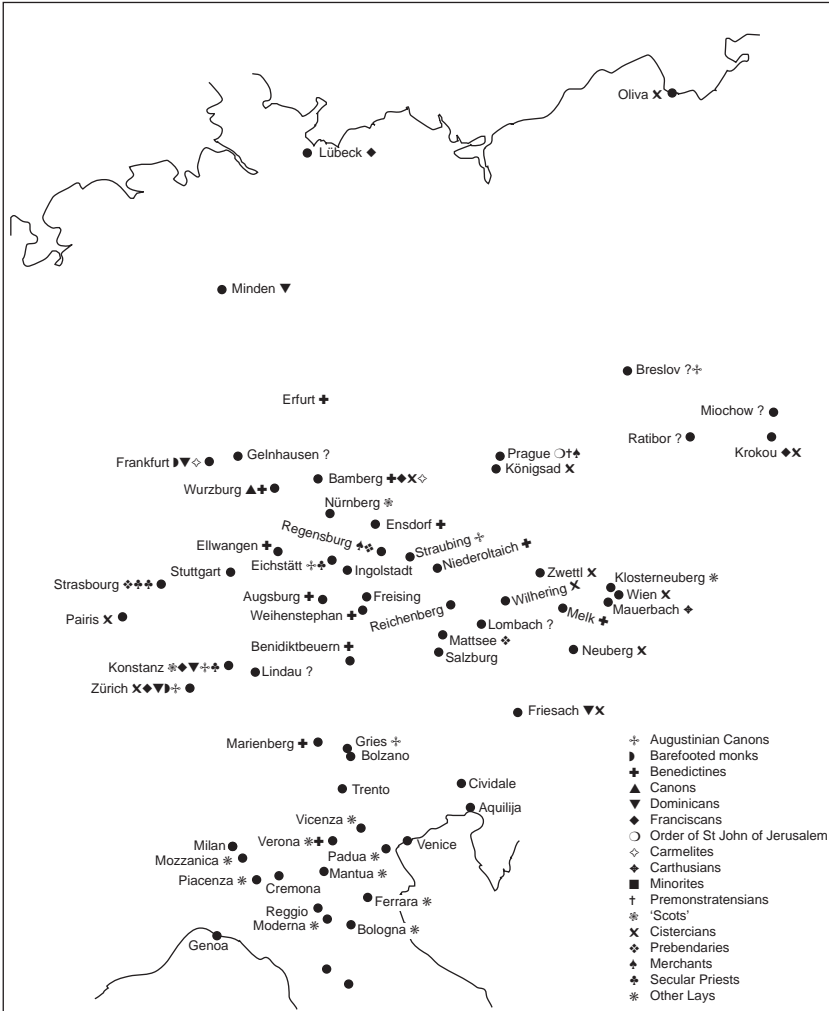 Oliva
Lübeck
Minden
Breslov ?
Erfurt
Miochow ?
Ratibor ?
Krokou
Gelnhausen ?
Frankfurt
Prague
Königsad
Bamberg
Wurzburg
Nürnberg
Ensdorf
Regensburg
Straubing
Ellwangen
Niederoltaich
Eichstätt
Ingolstadt
Stuttgart
Zwettl
Klosterneuberg
Strasbourg
Wien
Augsburg
Freising
Wilhering
Mauerbach
Weihenstephan
Reichenberg
Melk
Pairis
Lombach ?
Mattsee
Benidiktbeuern
Salzburg
Neuberg
Konstanz
Lindau ?
Zürich
Friesach
Marienberg
Gries
Bolzano
Trento
Cividale
Aquilija
Vicenza
Verona
Venice
Milan
Padua
Mozzanica
Mantua
Piacenza
Cremona
Ferrara
Reggio
Moderna
Bologna
Genoa
Augustinian Canons
Barefooted monks
Benedictines
Canons
Dominicans
Franciscans
Order of St John of Jerusalem
Carmelites
Carthusians
Minorites
Premonstratensians
‘Scots’
Cistercians
Prebendaries
Merchants
Secular Priests
Other Lays